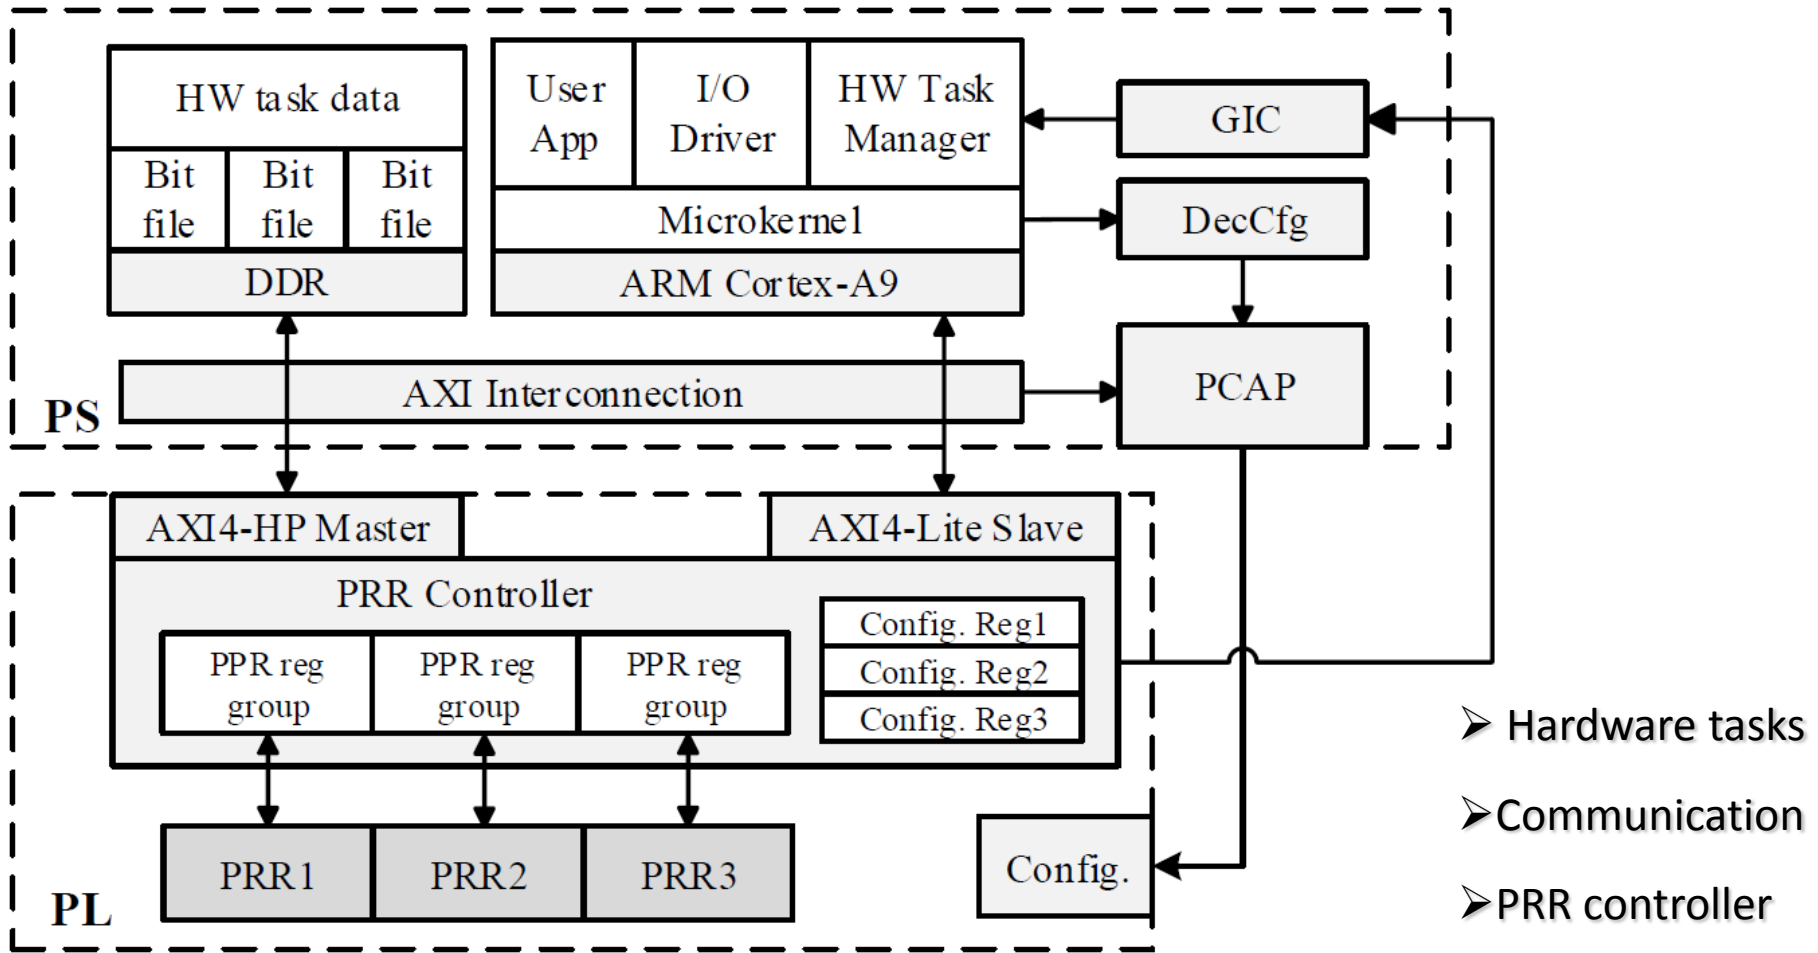 HW task data
Bit
file
Bit
file
Bit
file
DDR
User
App
I/O
Driver
HW Task
Manager
Microkernel
ARM Cortex-A9
GIC
DecCfg
PCAP
AXI Interconnection
PS
AXI4-HP Master
AXI4-Lite Slave
PRR Controller
PPR reg
group
PPR reg
group
PPR reg
group
Config. Reg1
Config. Reg2
Config. Reg3
PRR1
PRR2
PRR3
Config.
PL
➢ Hardware tasks
➢Communication
➢PRR controller